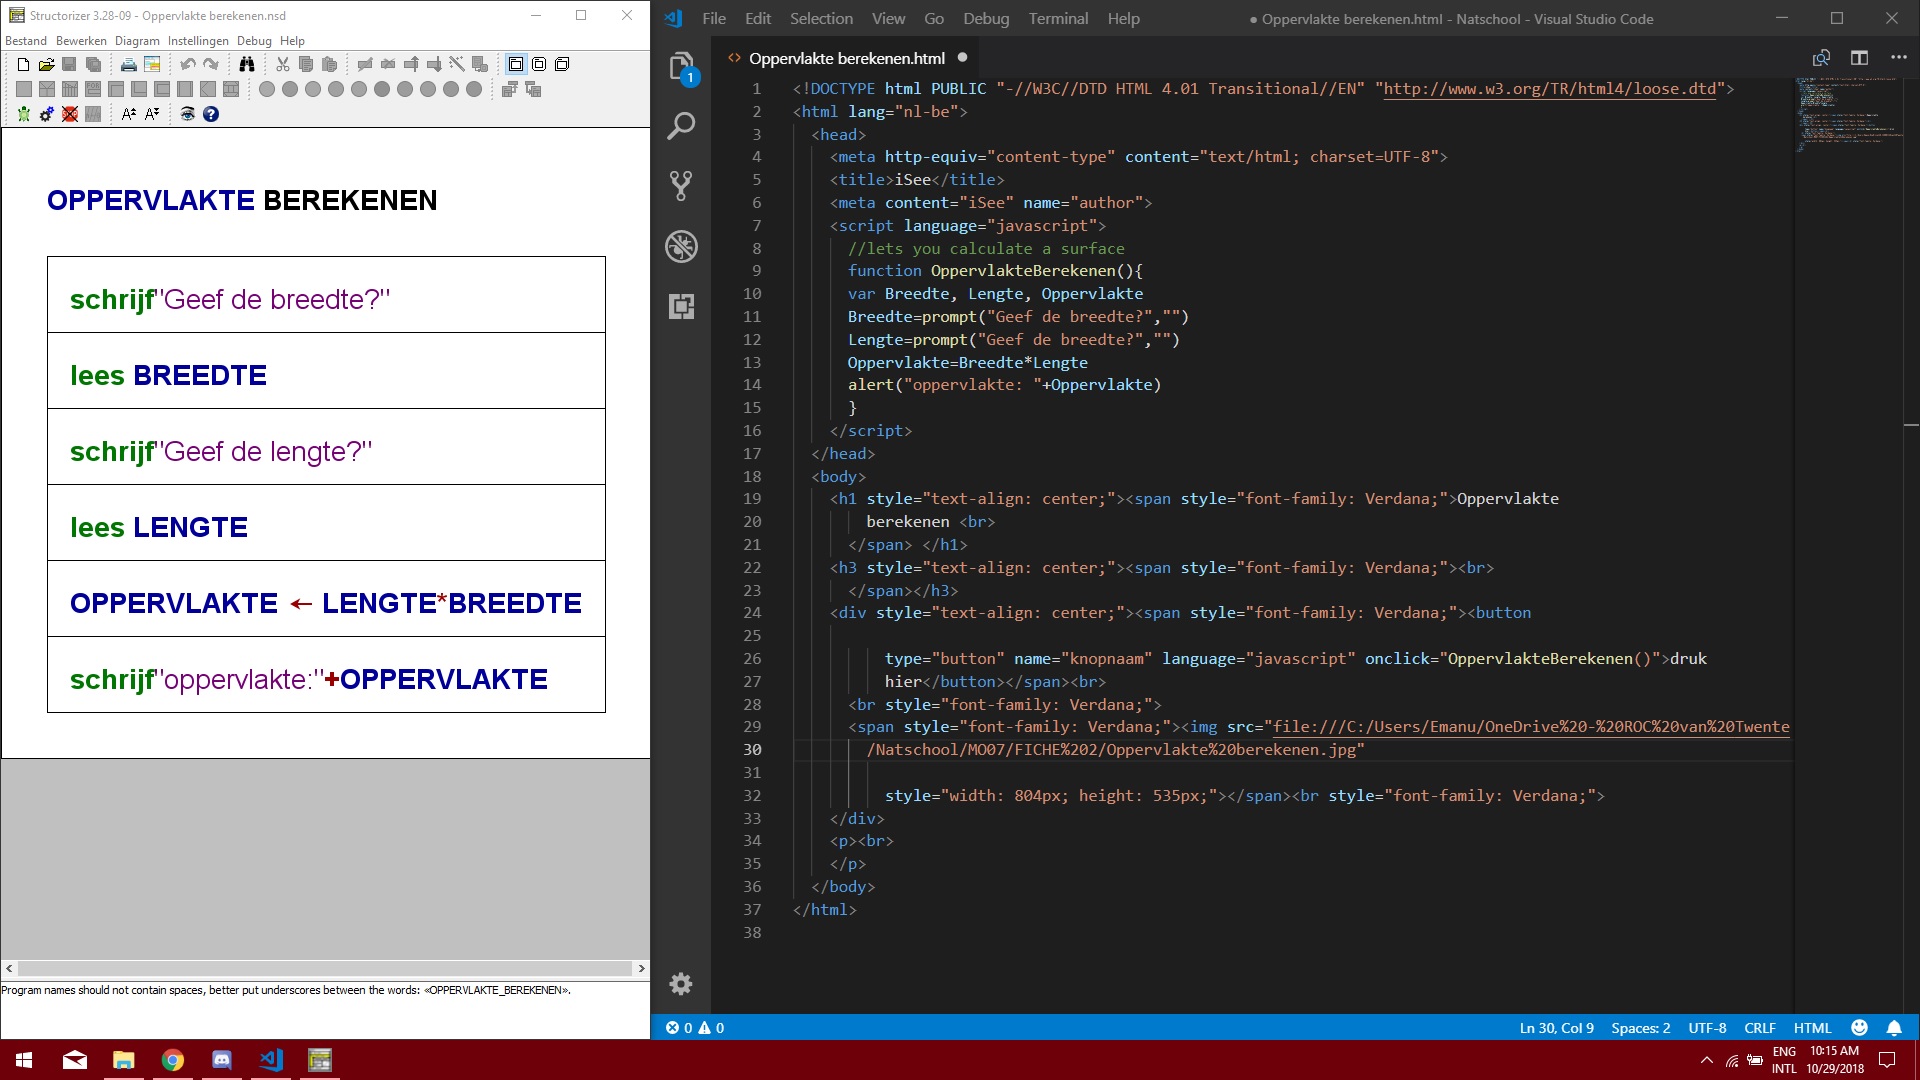 Structorizer 3.28-09 - Oppervlakte berekenen.nsd
Bestand Bewerken Diagram Instellingen Debug Help
OPPERVLAKTE BEREKENEN
schrijf"Geef de breedte?"
lees BREEDTE
schrijf"Geef de lengte?"
lees LENGTE
OPPERVLAKTE ← LENGTE*BREEDTE
schrijf"oppervlakte:"+OPPERVLAKTE
Program names should not contain spaces, better put underscores between the words: «OPPERVLAKTE_BEREKENEN».
File Edit Selection View Go Debug Terminal Help
● Oppervlakte berekenen.html - Natschool - Visual Studio Code
1
<> Oppervlakte berekenen.html ●
1 <!DOCTYPE html PUBLIC "-//W3C//DTD HTML 4.01 Transitional//EN" "http://www.w3.org/TR/html4/loose.dtd">
2 <html lang="nl-be">
3 <head>
4 <meta http-equiv="content-type" content="text/html; charset=UTF-8">
5 <title>iSee</title>
6 <meta content="iSee" name="author">
7 <script language="javascript">
8 //lets you calculate a surface
9 function OppervlakteBerekenen(){
10 var Breedte, Lengte, Oppervlakte
11 Breedte=prompt("Geef de breedte?","")
12 Lengte=prompt("Geef de breedte?","")
13 Oppervlakte=Breedte*Lengte
14 alert("oppervlakte: "+Oppervlakte)
15 }
16 </script>
17 </head>
18 <body>
19 <h1 style="text-align: center;"><span style="font-family: Verdana;">Oppervlakte
20 berekenen <br>
21 </span> </h1>
22 <h3 style="text-align: center;"><span style="font-family: Verdana;"><br>
23 </span></h3>
24 <div style="text-align: center;"><span style="font-family: Verdana;"><button
25
26 type="button" name="knopnaam" language="javascript" onclick="OppervlakteBerekenen()">druk
27 hier</button></span><br>
28 <br style="font-family: Verdana;">
29 <span style="font-family: Verdana;"><img src="file:///C:/Users/Emanu/OneDrive%20-%20ROC%20van%20Twente
30 /Natschool/MO07/FICHE%202/Oppervlakte%20berekenen.jpg"
31
32 style="width: 804px; height: 535px;"></span><br style="font-family: Verdana;">
33 </div>
34 <p><br>
35 </p>
36 </body>
37 </html>
38
0 0 Ln 30, Col 9 Spaces: 2 UTF-8 CRLF HTML
ENG 10:15 AM
INTL 10/29/2018